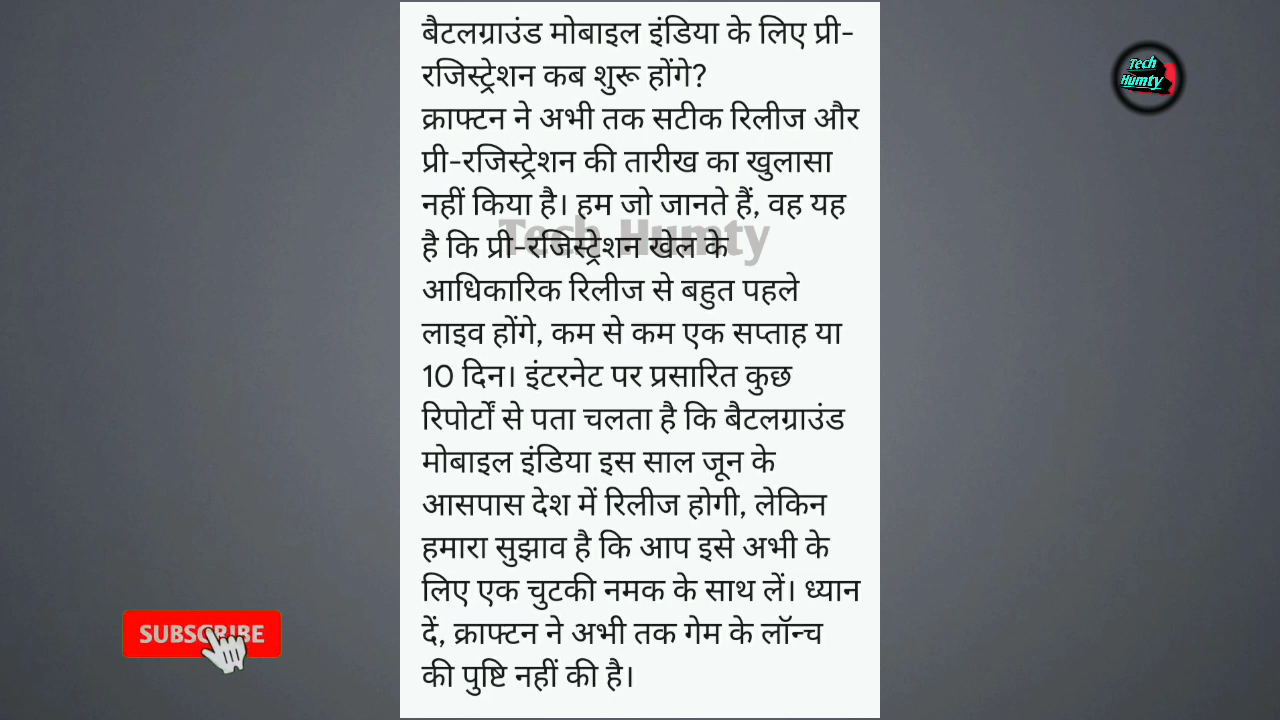 बैटलग्राउंड मोबाइल इंडिया के लिए प्री-
रजिस्ट्रेशन कब शुरू होंगे?
क्राफ्टन ने अभी तक सटीक रिलीज और
प्री-रजिस्ट्रेशन की तारीख का खुलासा
नहीं किया है। हम जो जानते हैं, वह यह
है कि प्री-रजिस्ट्रेशन खेल के
आधिकारिक रिलीज से बहुत पहले
लाइव होंगे, कम से कम एक सप्ताह या
10 दिन। इंटरनेट पर प्रसारित कुछ
रिपोर्टों से पता चलता है कि बैटलग्राउंड
मोबाइल इंडिया इस साल जून के
आसपास देश में रिलीज होगी, लेकिन
हमारा सुझाव है कि आप इसे अभी के
लिए एक चुटकी नमक के साथ लें। ध्यान
दें, क्राफ्टन ने अभी तक गेम के लॉन्च
की पुष्टि नहीं की है।
Tech Humty
Tech
Humty
SUBSCRIBE